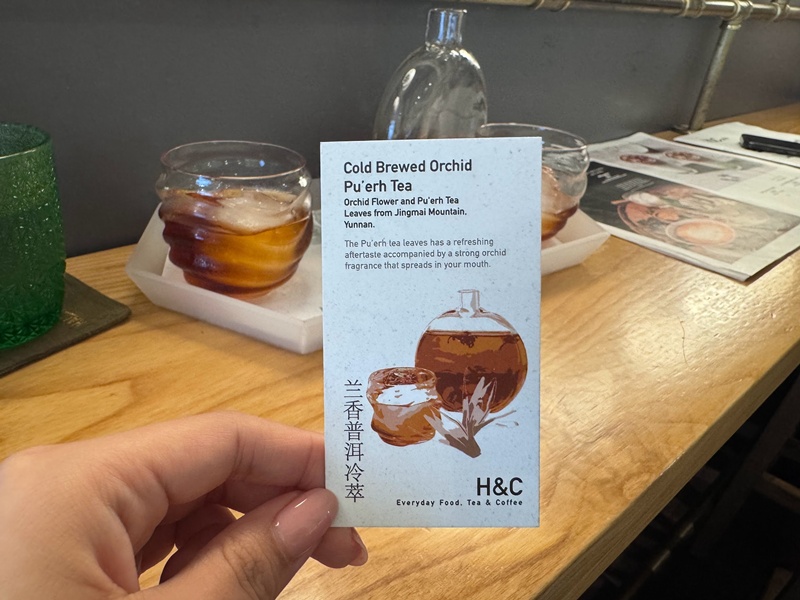 Cold Brewed Orchid
Pu'erh Tea
Orchid Flower and Pu'erh Tea
Leaves from Jingmai Mountain,
Yunnan.
The Pu'erh tea leaves has a refreshing
aftertaste accompanied by a strong orchid
fragrance that spreads in your mouth.
兰香普洱冷萃
H&C
Everyday Food, Tea & Coffee